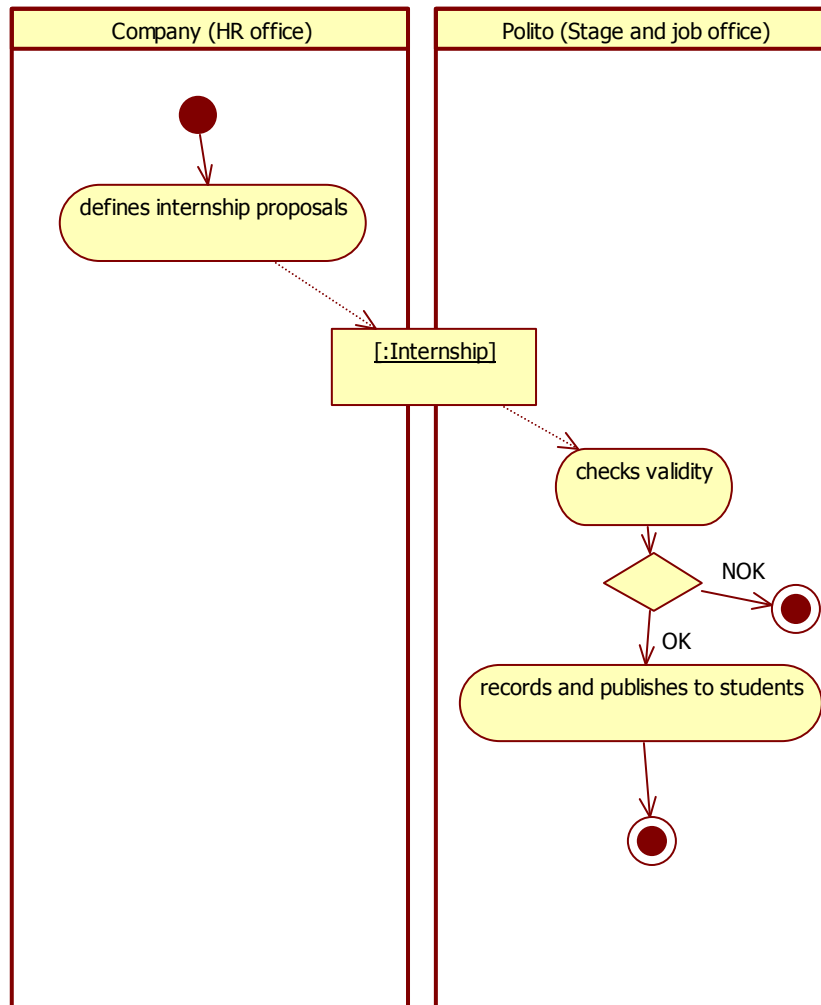 Company (HR office)
Polito (Stage and job office)
defines internship proposals
[:Internship]
checks validity
NOK
OK
records and publishes to students